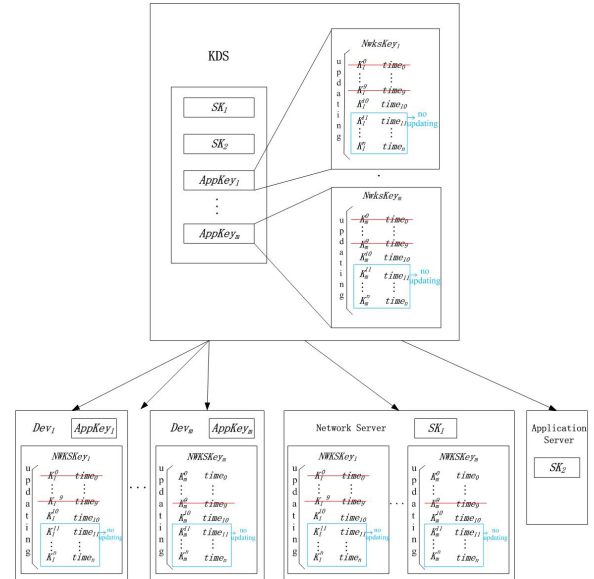 KDS
SK1
SK2
AppKey1
⋮
AppKeym
NwksKey1
updating
K1^0 time0
⋮ ⋮
K1^9 time9
K1^10 time10
K1^11 time11
⋮ ⋮
K1^n timen
no
updating
NwksKeym
updating
Km^0 time0
⋮ ⋮
Km^9 time9
Km^10 time10
Km^11 time11
⋮ ⋮
Km^n timen
no
updating
Dev1 AppKey1
NWKSKey1
updating
K1^0 time0
⋮ ⋮
K1^9 time9
K1^10 time10
K1^11 time11
⋮ ⋮
K1^n timen
no
updating
...
Devm AppKeym
NWKSKeym
updating
Km^0 time0
⋮ ⋮
Km^9 time9
Km^10 time10
Km^11 time11
⋮ ⋮
Km^n timen
no
updating
Network Server SK1
NWKSKey1
updating
K1^0 time0
⋮ ⋮
K1^9 time9
K1^10 time10
K1^11 time11
⋮ ⋮
K1^n timen
no
updating
...
NWKSKeym
updating
Km^0 time0
⋮ ⋮
Km^9 time9
Km^10 time10
Km^11 time11
⋮ ⋮
Km^n timen
no
updating
Application
Server
SK2